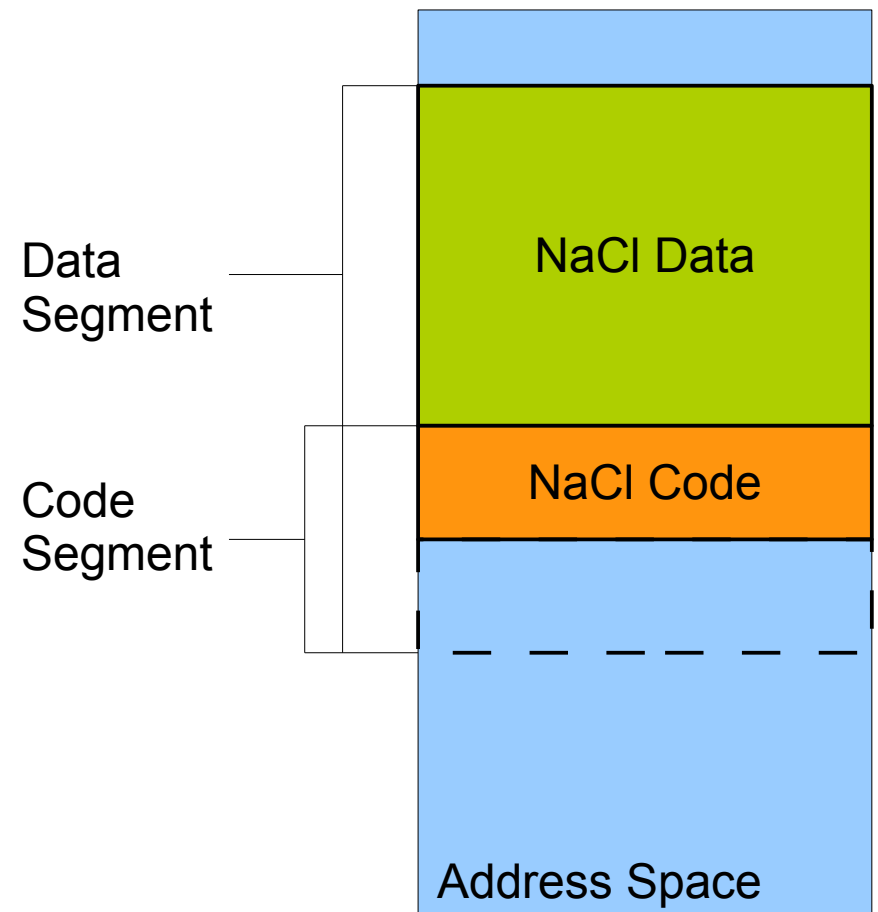 Data
Segment
NaCl Data
Code
Segment
NaCl Code
Address Space